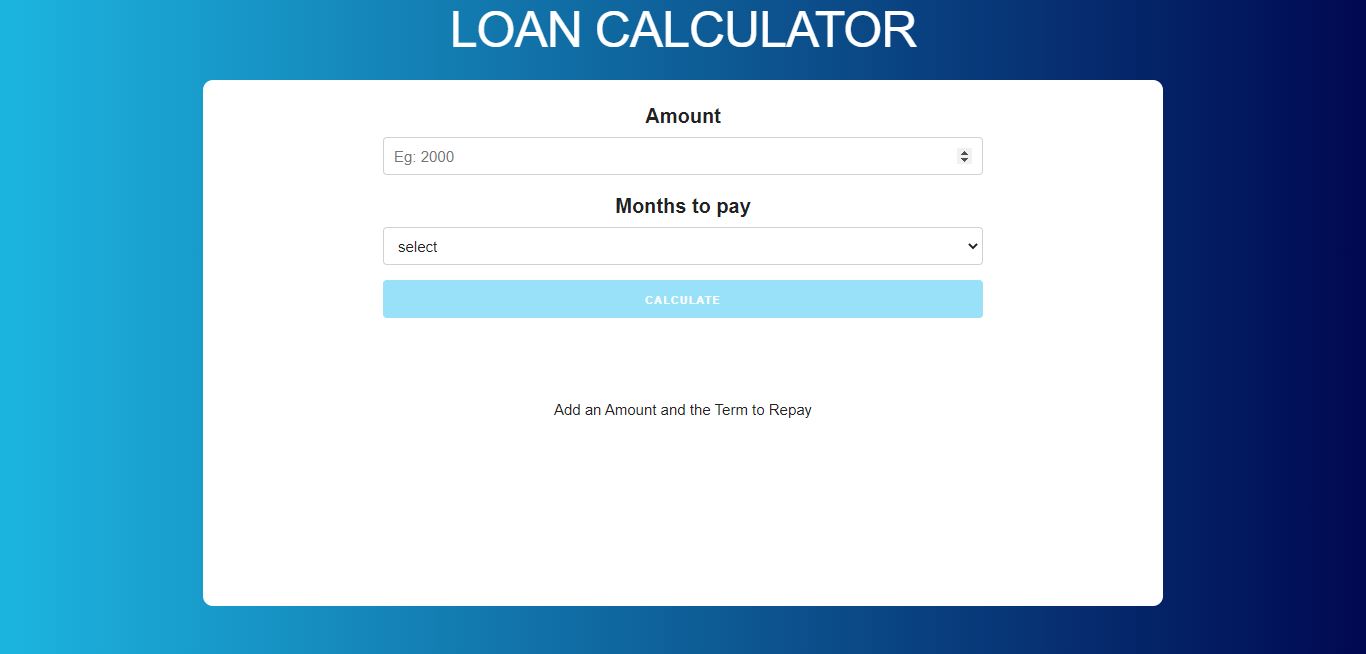 LOAN CALCULATOR
Amount
Eg: 2000
Months to pay
select
CALCULATE
Add an Amount and the Term to Repay